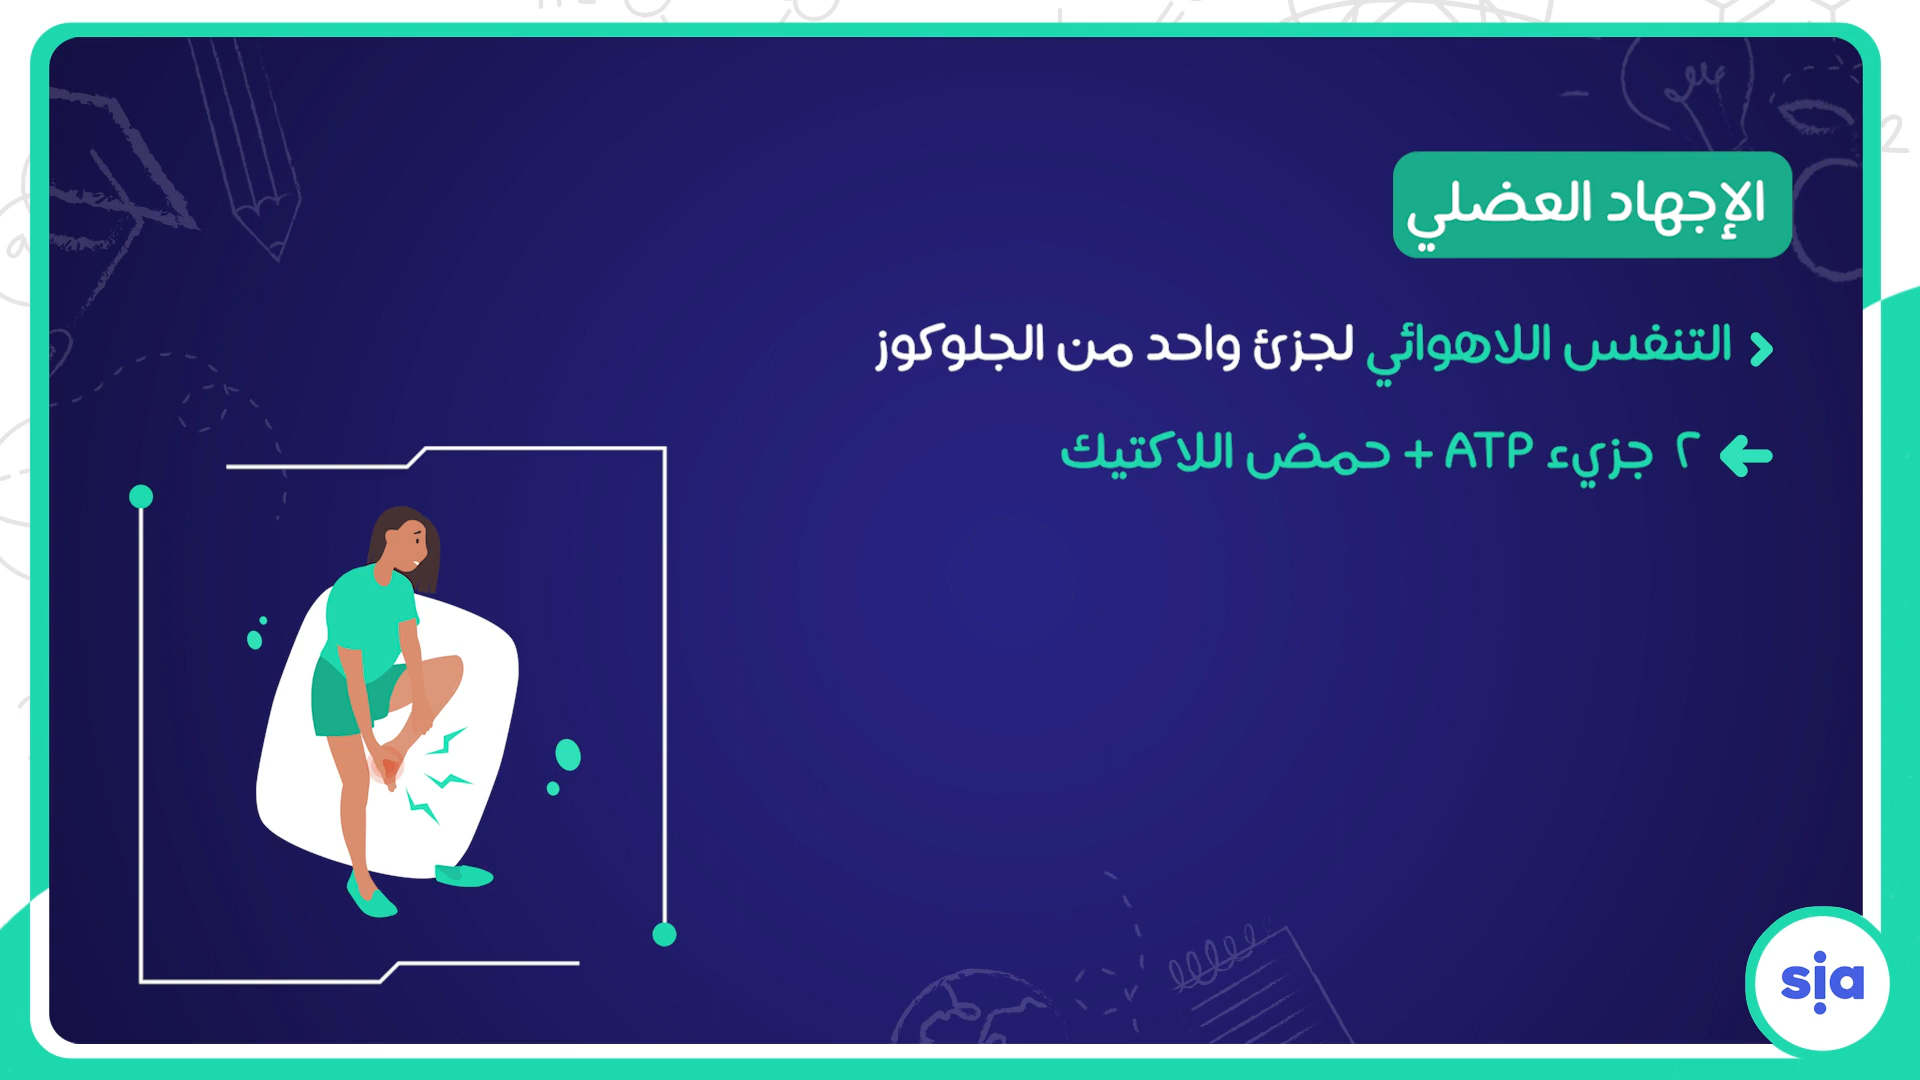 الإجهاد العضلي
التنفس اللاهوائي لجزئ واحد من الجلوكوز
٢ جزيء ATP + حمض اللاكتيك
sia